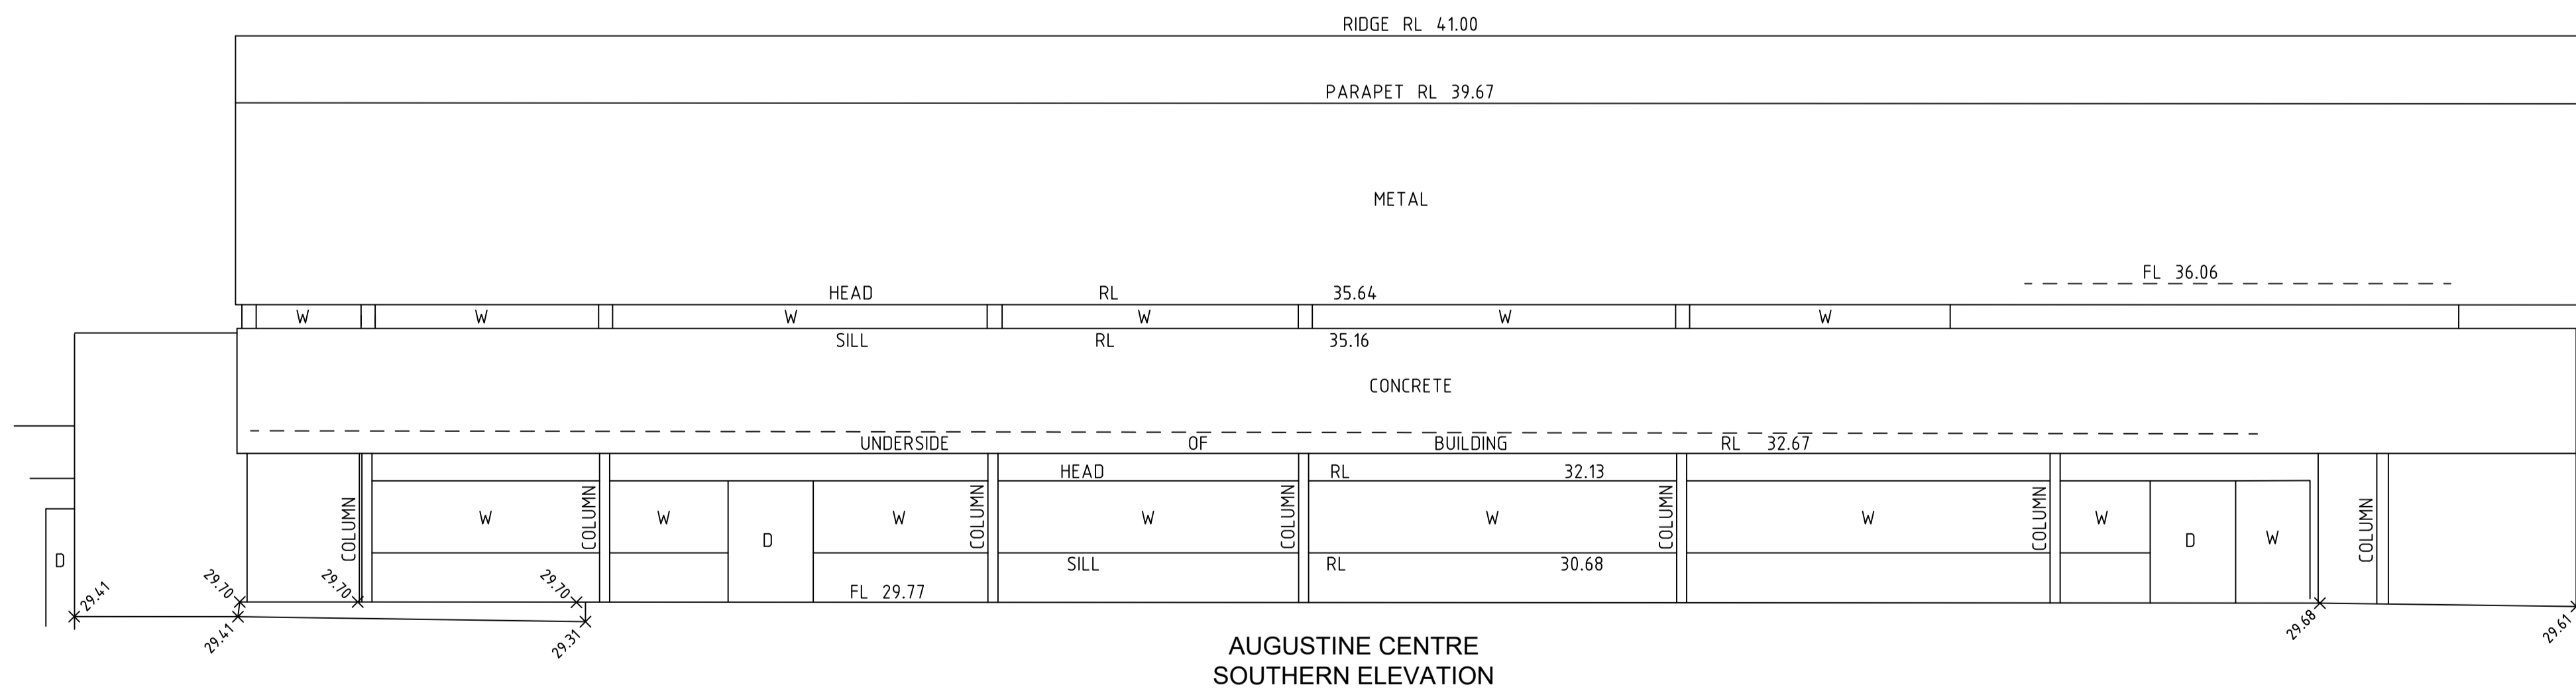 RIDGE RL 41.00
PARAPET RL 39.67
METAL
FL 36.06
HEAD RL 35.64
W W W W W W
SILL RL 35.16
CONCRETE
UNDERSIDE OF BUILDING RL 32.67
HEAD RL 32.13
COLUMN COLUMN COLUMN COLUMN COLUMN COLUMN COLUMN
W W W W W W W W
D D D
SILL RL 30.68
FL 29.77
29.41 29.70 29.70 29.70
29.41 29.31 29.68 29.61
AUGUSTINE CENTRE
SOUTHERN ELEVATION